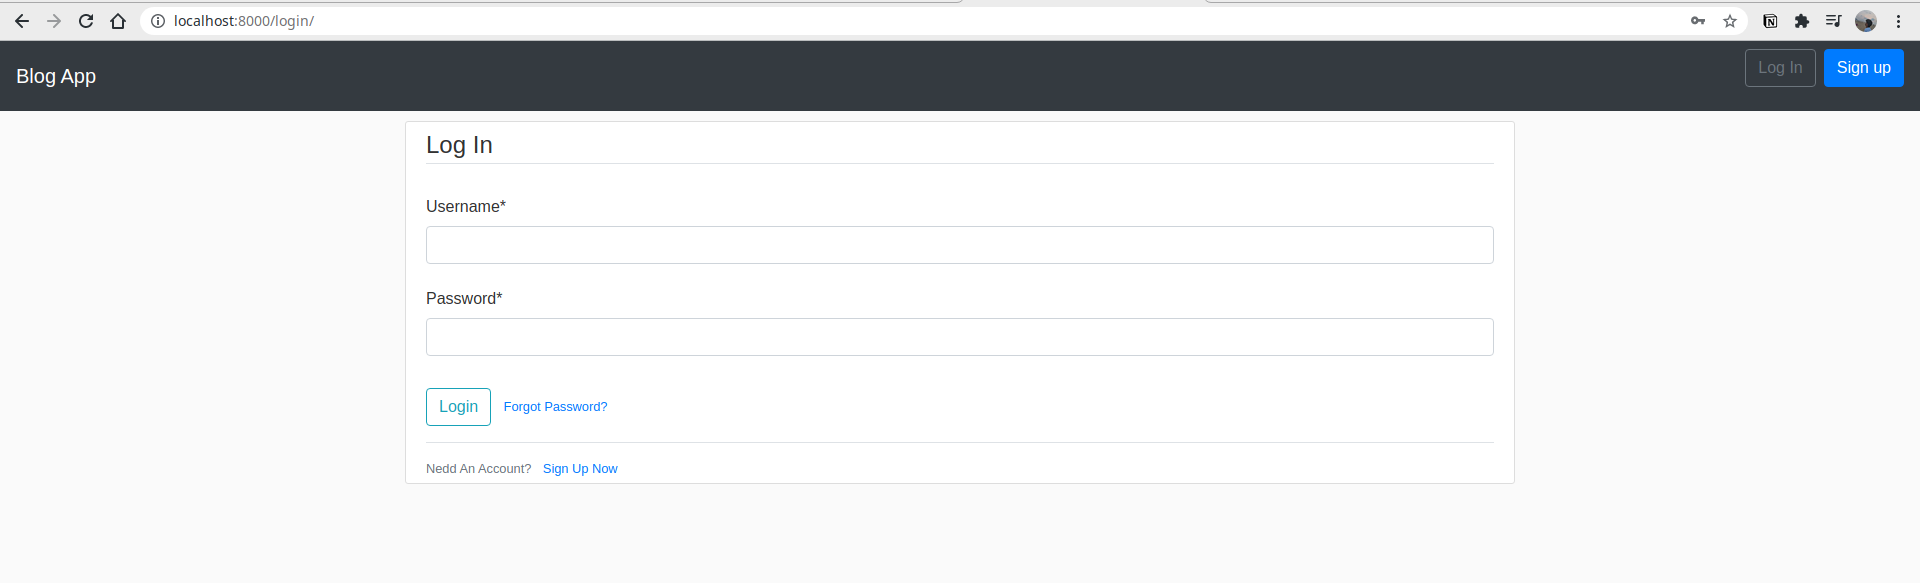 localhost:8000/login/
Blog App
Log In
Sign up
Log In
Username*
Password*
Login Forgot Password?
Nedd An Account? Sign Up Now